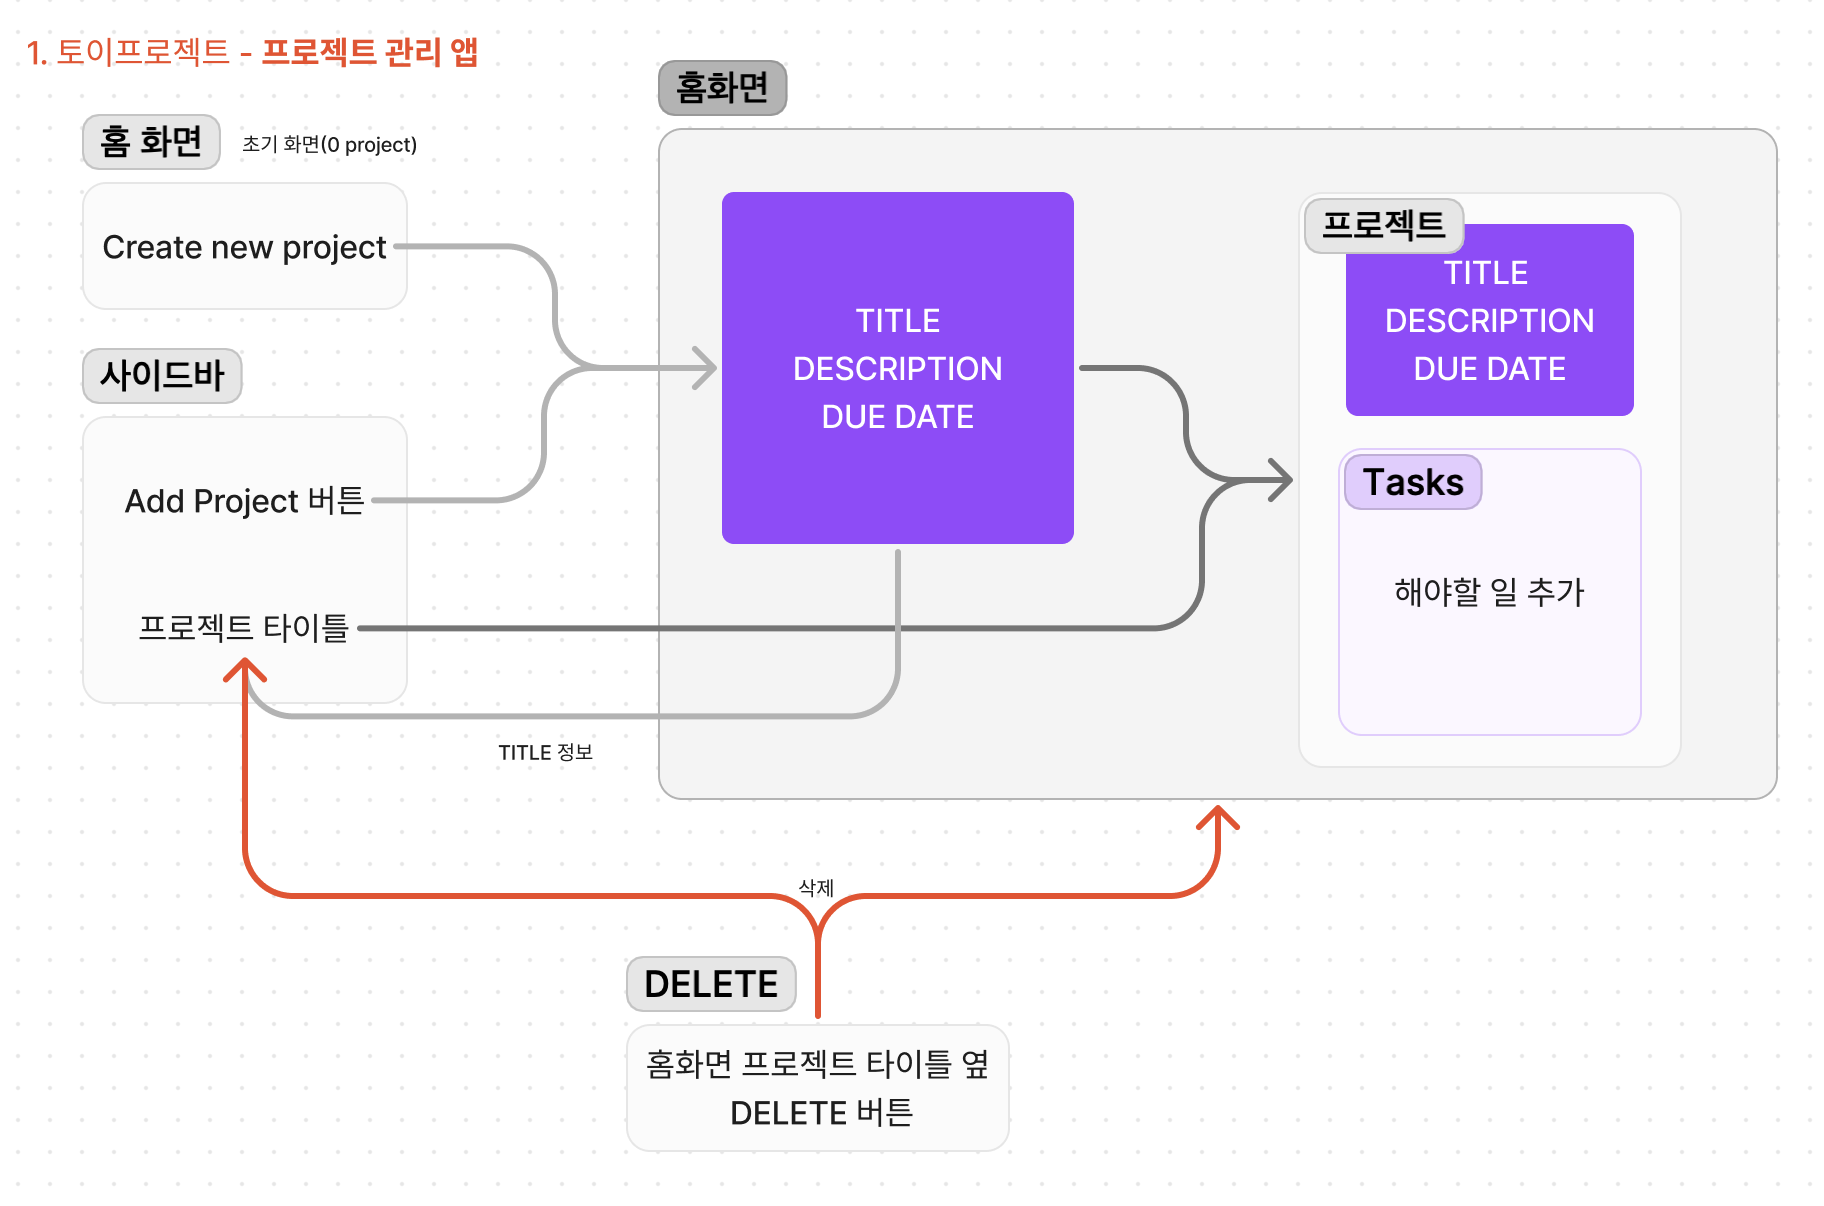 1. 토이프로젝트 - 프로젝트 관리 앱
홈 화면
초기 화면(0 project)
Create new project
사이드바
Add Project 버튼
프로젝트 타이틀
TITLE 정보
홈화면
TITLE
DESCRIPTION
DUE DATE
프로젝트
TITLE
DESCRIPTION
DUE DATE
Tasks
해야할 일 추가
삭제
DELETE
홈화면 프로젝트 타이틀 옆
DELETE 버튼